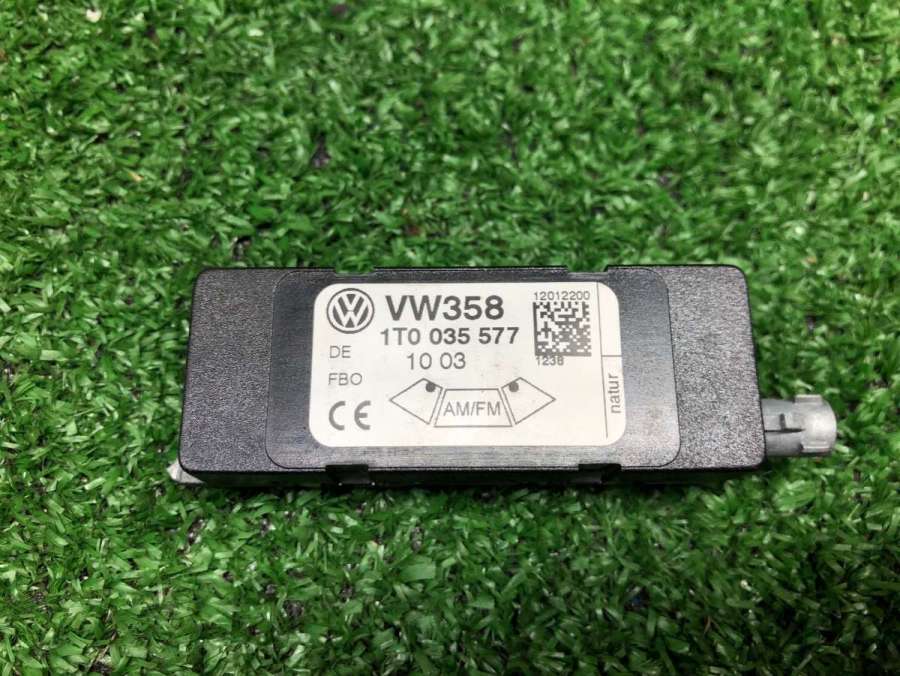 VW358
1T0 035 577
DE
10 03
FBO
CE
AM/FM
12012200
1238
natur